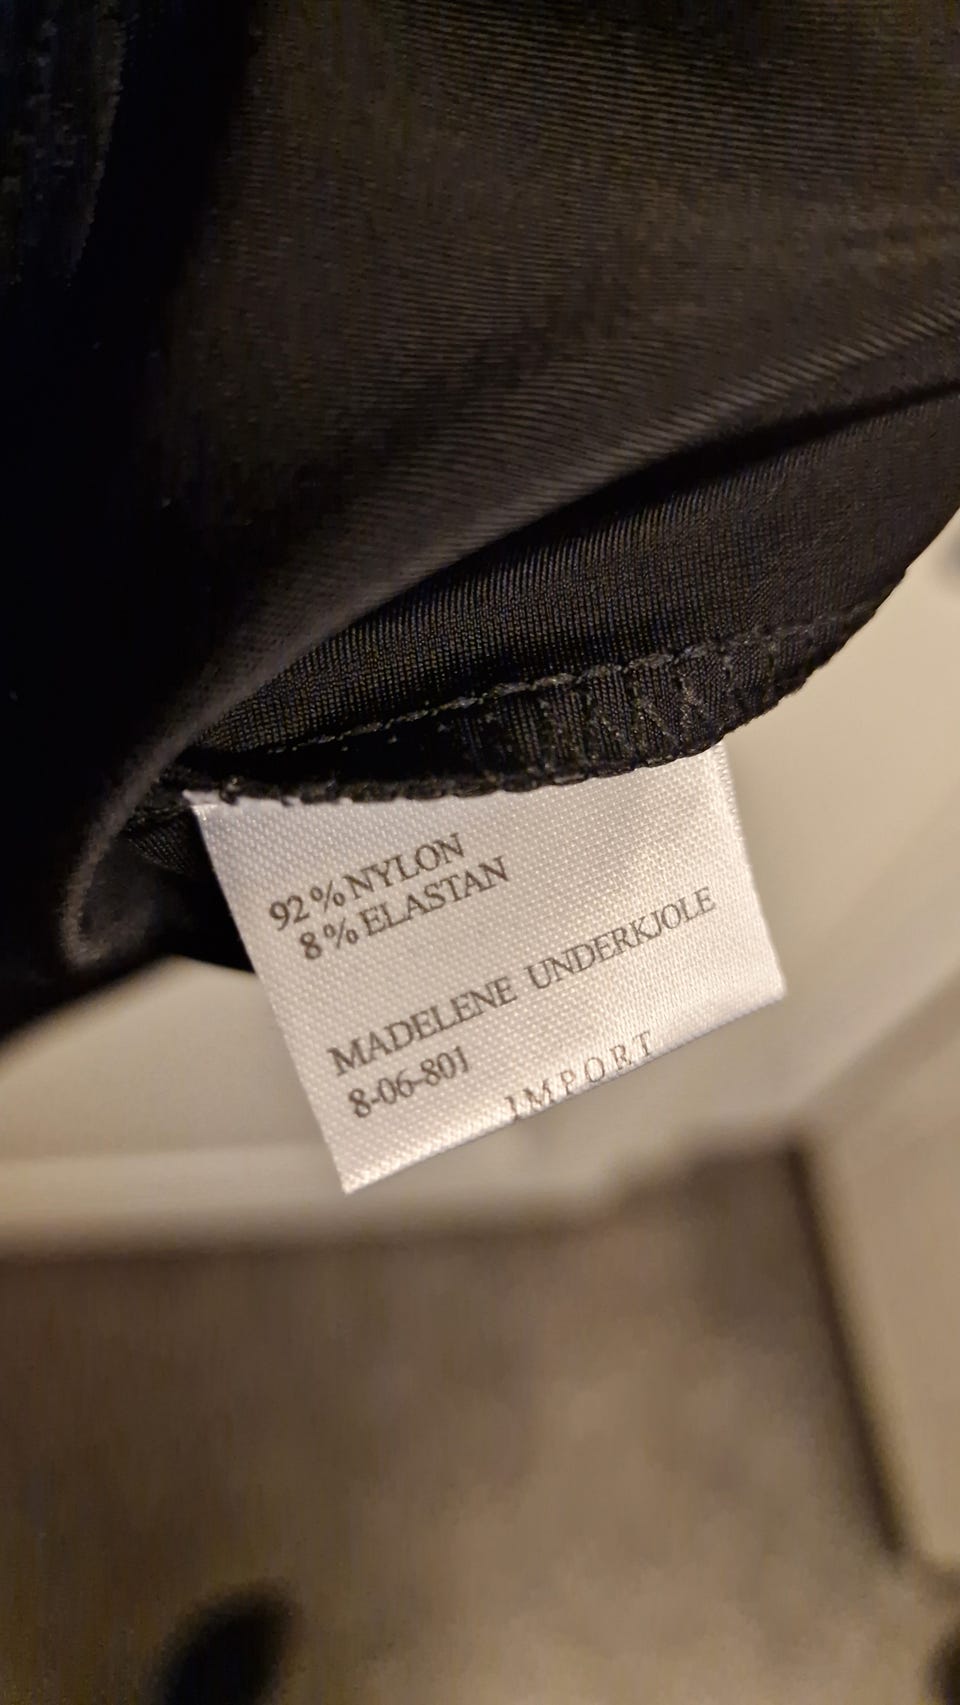 92% NYLON
8% ELASTAN
MADELENE UNDERKJOLE
8-06-801
IMPORT